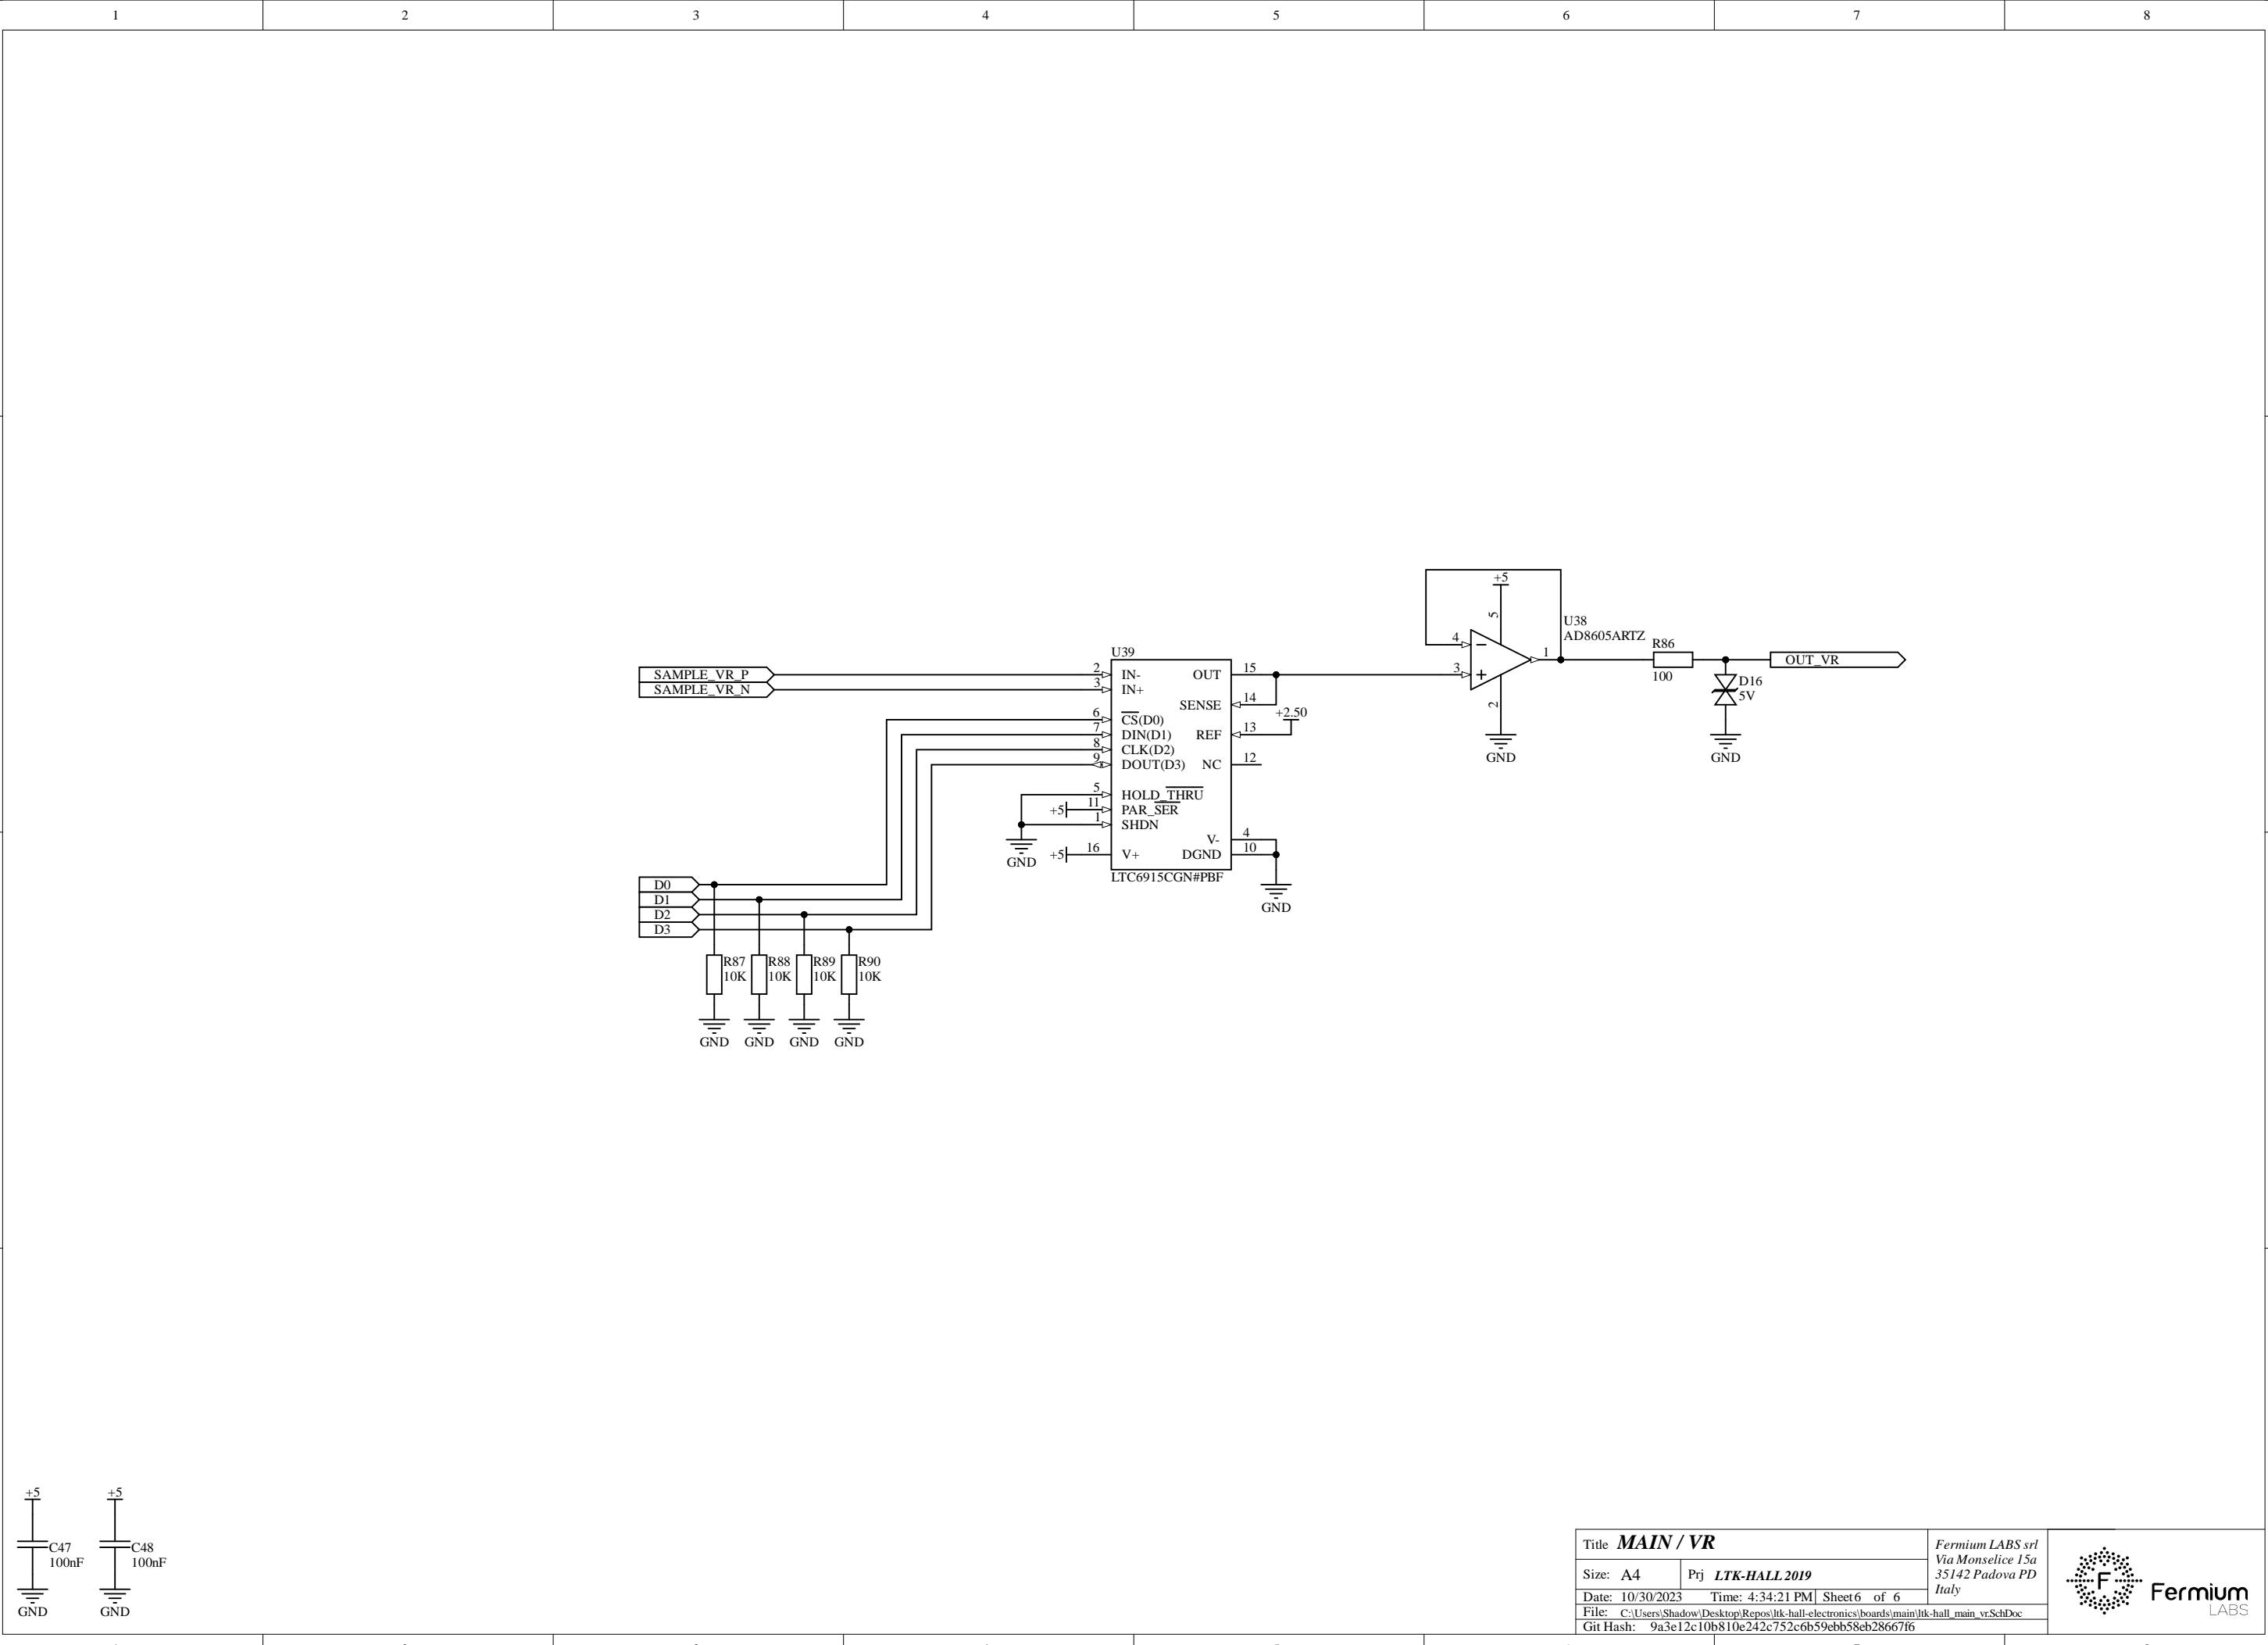 1 2 3 4 5 6 7 8
+5
5
U38
AD8605ARTZ
4
3
1
2
GND
R86
100
OUT_VR
D16
5V
GND
U39
SAMPLE_VR_P
SAMPLE_VR_N
2 IN-
3 IN+
6 CS(D0)
7 DIN(D1)
8 CLK(D2)
9 DOUT(D3)
5 HOLD_THRU
+5 11 PAR_SER
1 SHDN
GND
+5 16 V+
OUT 15
SENSE 14
+2.50
REF 13
NC 12
V- 4
DGND 10
LTC6915CGN#PBF
GND
D0
D1
D2
D3
R87 R88 R89 R90
10K 10K 10K 10K
GND GND GND GND
+5 +5
C47 C48
100nF 100nF
GND GND
Title MAIN / VR
Size: A4 Prj LTK-HALL 2019
Date: 10/30/2023 Time: 4:34:21 PM Sheet 6 of 6
File: C:\Users\Shadow\Desktop\Repos\ltk-hall-electronics\boards\main\ltk-hall_main_vr.SchDoc
Git Hash: 9a3e12c10b810e242c752c6b59ebb58eb28667f6
Fermium LABS srl
Via Monselice 15a
35142 Padova PD
Italy
F
Fermium
LABS